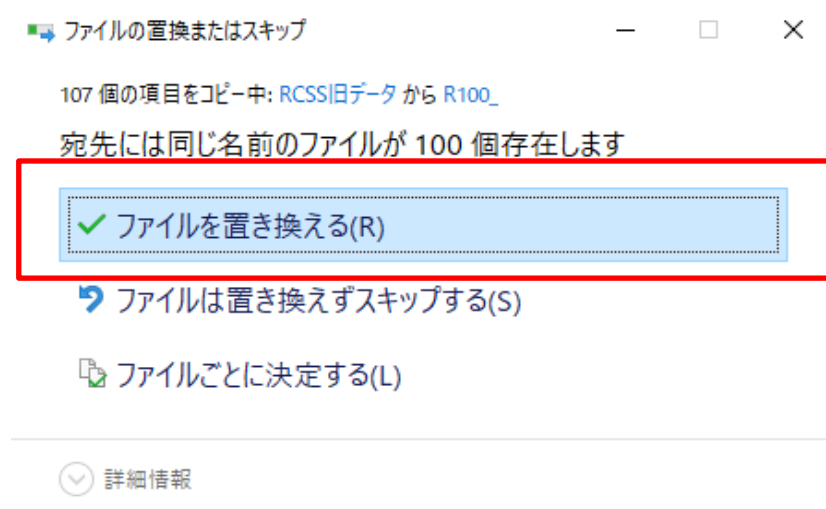 ファイルの置換またはスキップ
107 個の項目をコピー中: RCSS旧データ から R100_
宛先には同じ名前のファイルが 100 個存在します
ファイルを置き換える(R)
ファイルは置き換えずスキップする(S)
ファイルごとに決定する(L)
詳細情報